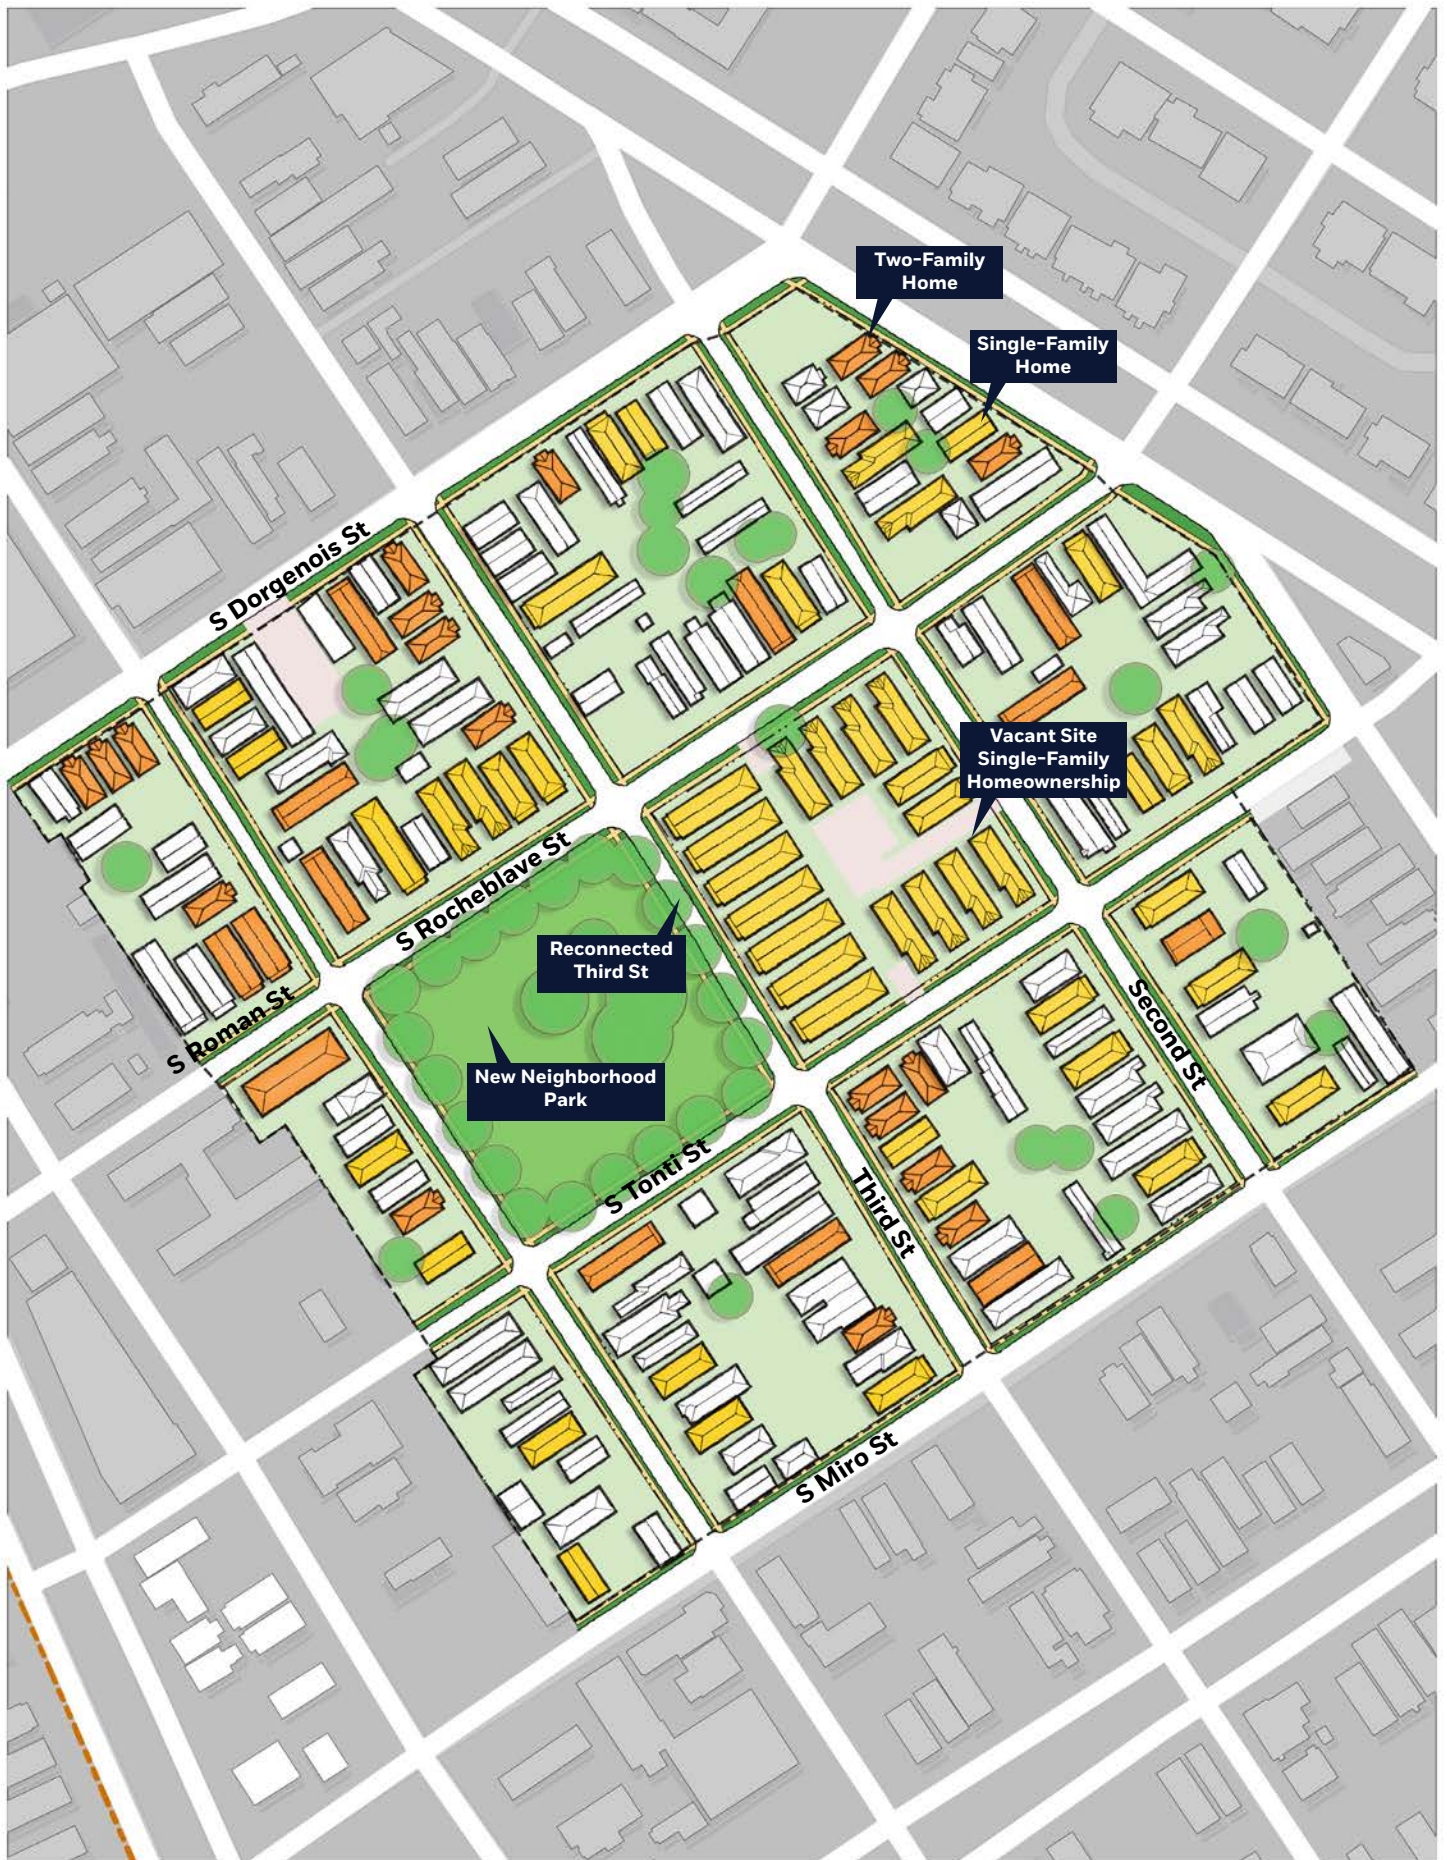 Two-Family
Home
Single-Family
Home
S Dorgenois St
Vacant Site
Single-Family
Homeownership
S Rocheblave St
Reconnected
Third St
S Roman St
Second St
New Neighborhood
Park
S Tonti St
Third St
S Miro St